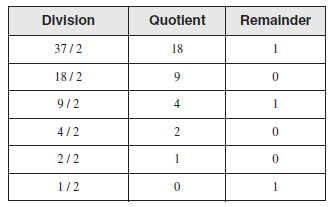 Division Quotient Remainder
37 / 2 18 1
18 / 2 9 0
9 / 2 4 1
4 / 2 2 0
2 / 2 1 0
1 / 2 0 1